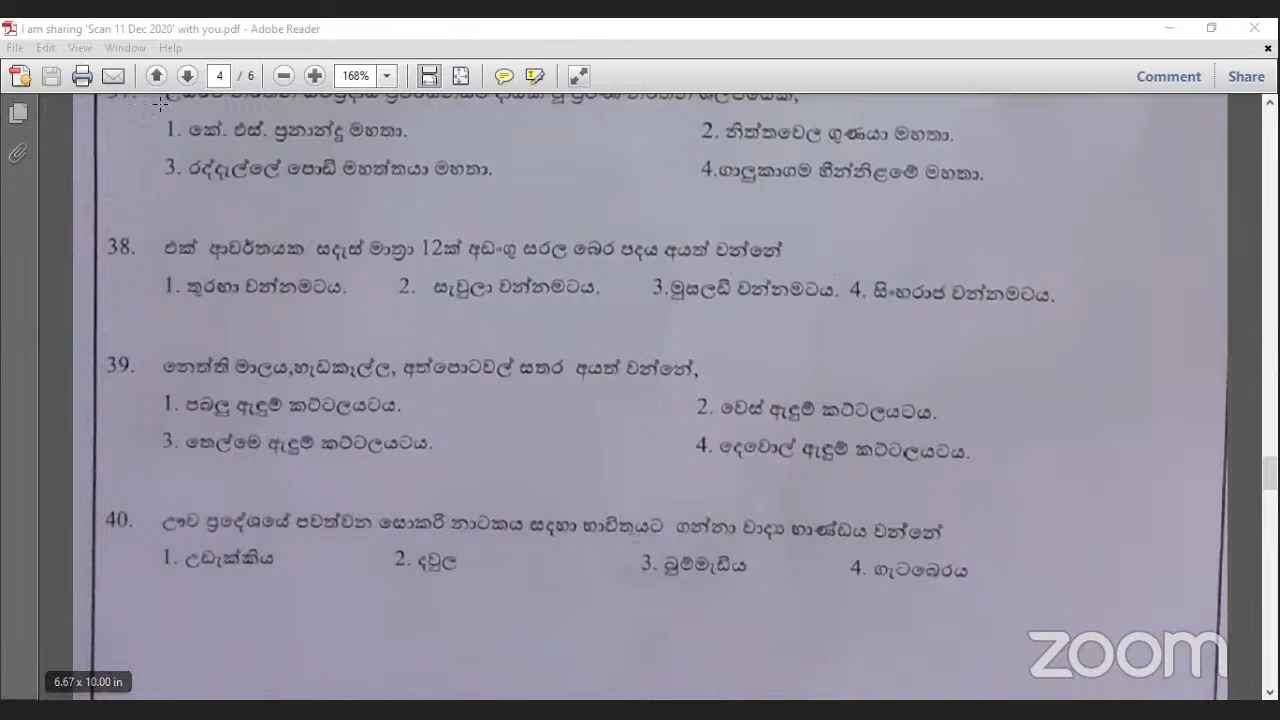 I am sharing 'Scan 11 Dec 2020' with you.pdf - Adobe Reader
File Edit View Window Help
4 / 6 168% Comment Share
1. කේ. එස්. ප්‍රනාන්දු මහතා. 2. නිත්තවෙල ගුණයා මහතා.
3. රද්දැල්ලේ පොඩි මහත්තයා මහතා. 4.ගාලුකාගම හීන්නිළමේ මහතා.
38. එක් ආවර්තයක සදැස් මාත්‍රා 12ක් අඩංගු සරල බෙර පදය අයත් වන්නේ
1. තුරඟා වන්නමටය. 2. සැවුලා වන්නමටය. 3.මුසලඩි වන්නමටය. 4. සිංහරාජ වන්නමටය.
39. නෙත්ති මාලය,හැඩකෑල්ල, අත්පොටවල් සතර අයත් වන්නේ,
1. පබලු ඇඳුම් කට්ටලයටය. 2. වෙස් ඇඳුම් කට්ටලයටය.
3. තෙල්මෙ ඇඳුම් කට්ටලයටය. 4. දෙවොල් ඇඳුම් කට්ටලයටය.
40. ඌව ප්‍රදේශයේ පවත්වන සොකරි නාටකය සදහා භාවිතයට ගන්නා වාද්‍ය භාණ්ඩය වන්නේ
1. උඩැක්කිය 2. දවුල 3. බුම්මැඩිය 4. ගැටබෙරය
zoom
6.67 x 10.00 in